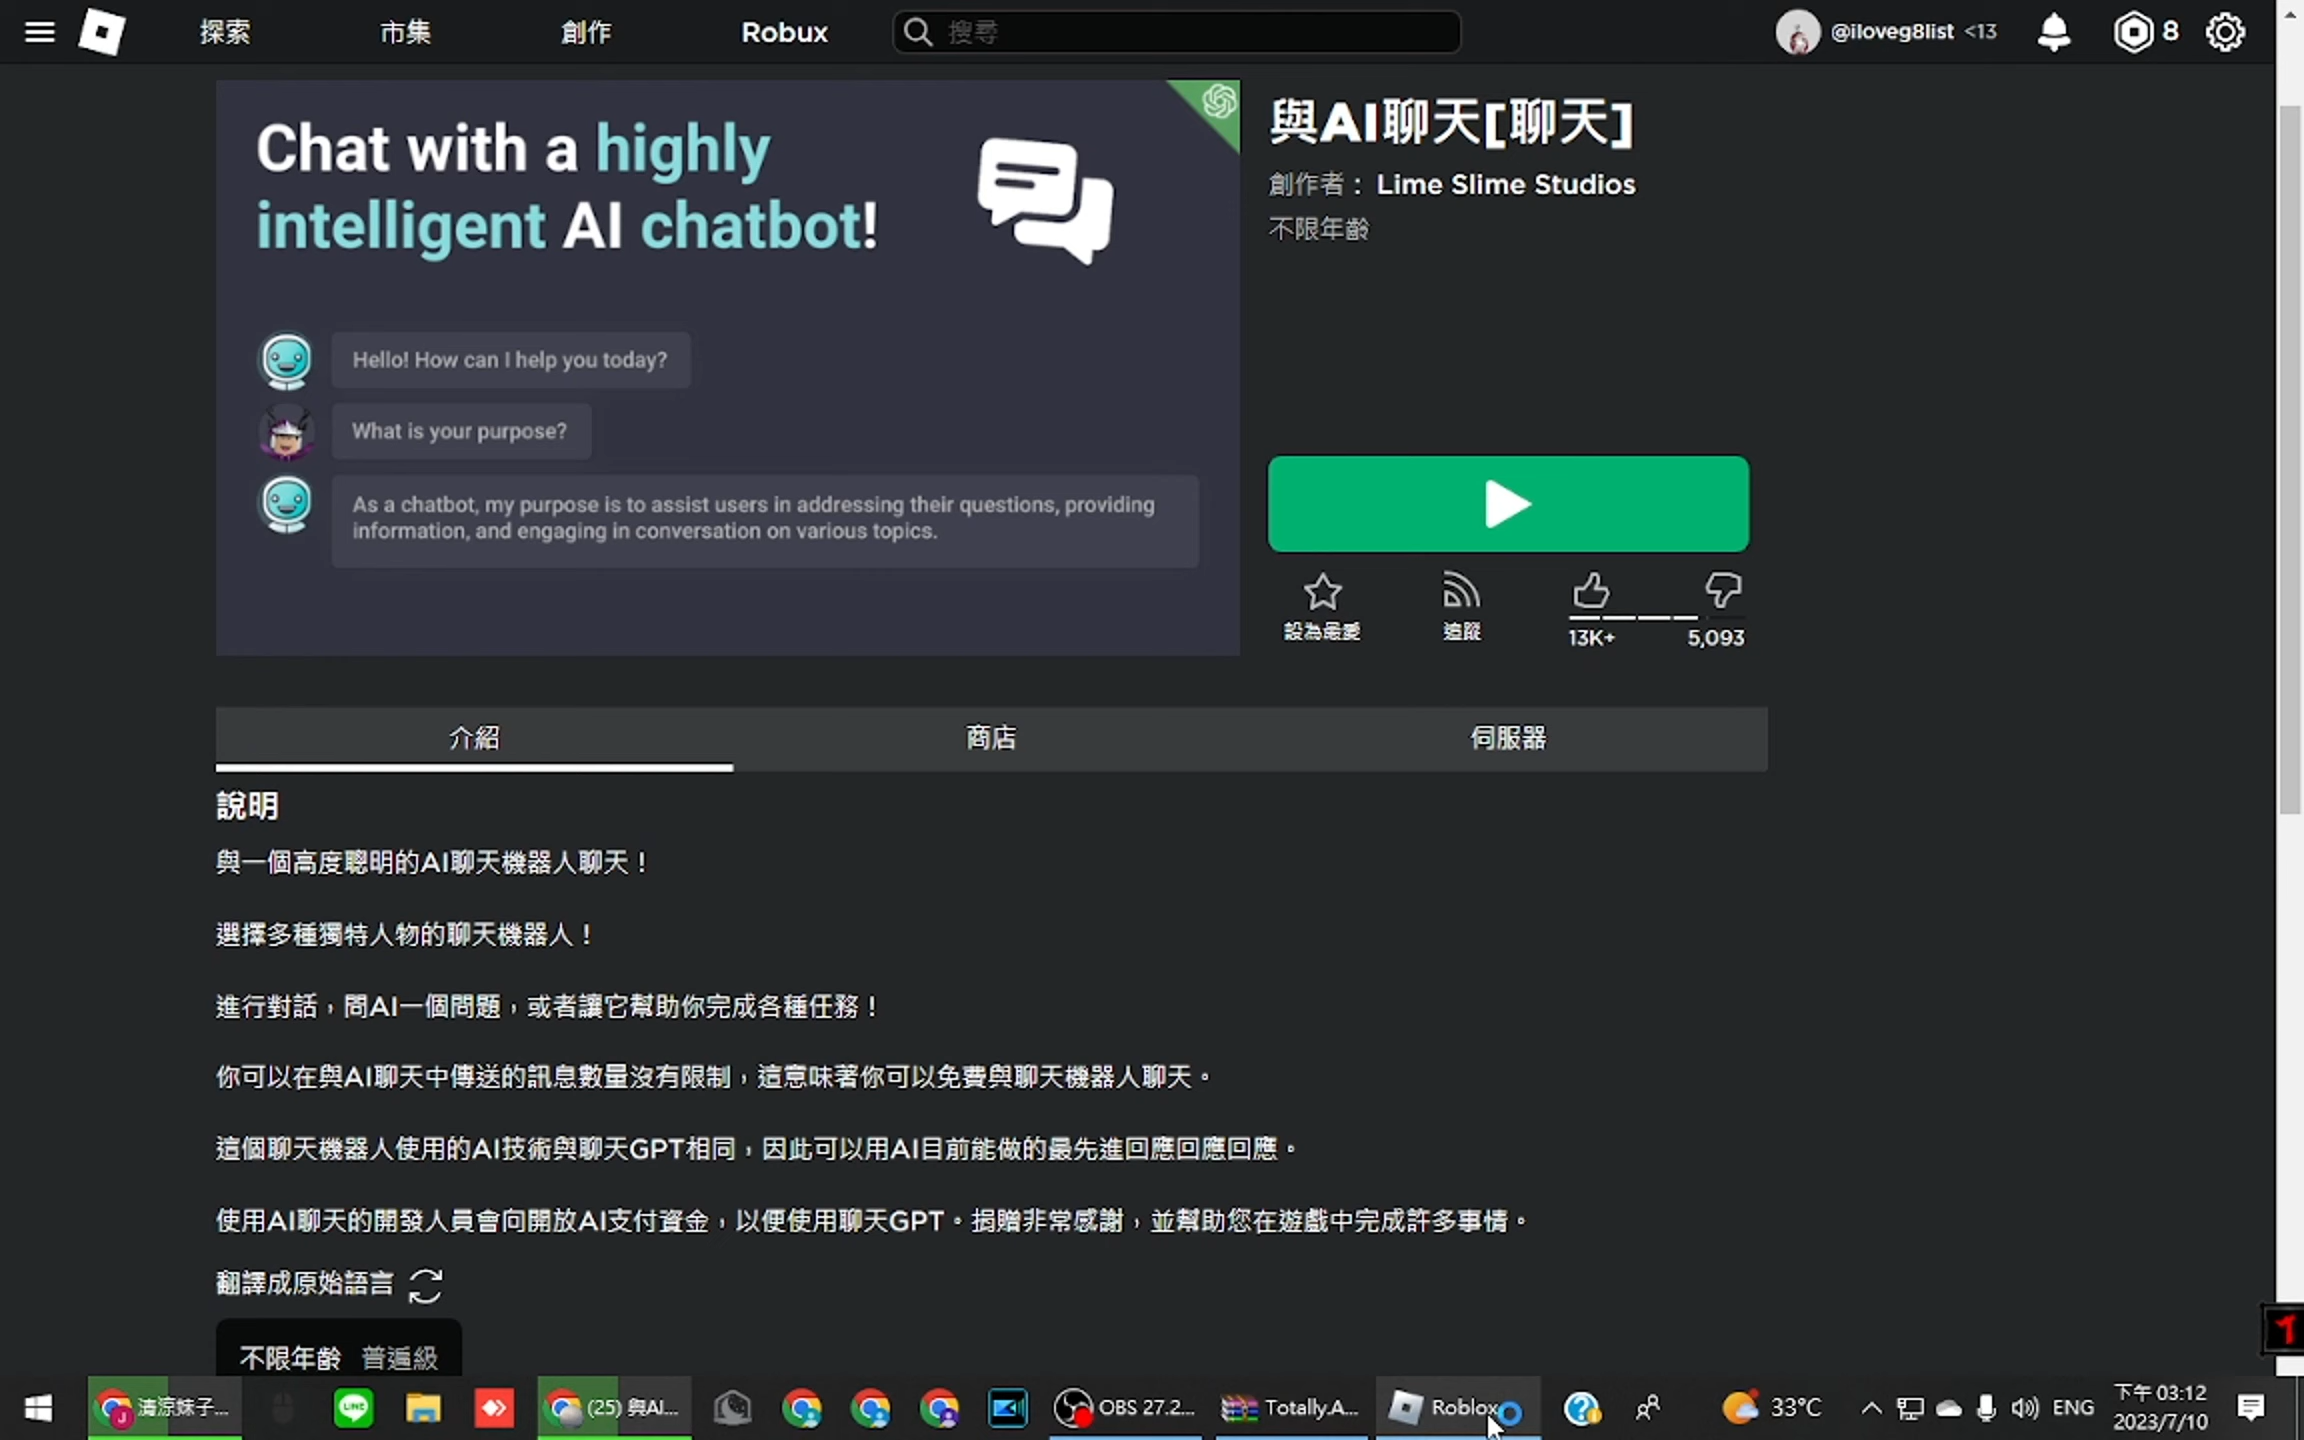 探索 市集 創作 Robux 搜尋 @iloveg8list <13 8
Chat with a highly
intelligent AI chatbot!
Hello! How can I help you today?
What is your purpose?
As a chatbot, my purpose is to assist users in addressing their questions, providing
information, and engaging in conversation on various topics.
與AI聊天[聊天]
創作者： Lime Slime Studios
不限年齡
設為最愛 追蹤 13K+ 5,093
介紹 商店 伺服器
說明
與一個高度聰明的AI聊天機器人聊天！
選擇多種獨特人物的聊天機器人！
進行對話，問AI一個問題，或者讓它幫助你完成各種任務！
你可以在與AI聊天中傳送的訊息數量沒有限制，這意味著你可以免費與聊天機器人聊天。
這個聊天機器人使用的AI技術與聊天GPT相同，因此可以用AI目前能做的最先進回應回應回應。
使用AI聊天的開發人員會向開放AI支付資金，以便使用聊天GPT。捐贈非常感謝，並幫助您在遊戲中完成許多事情。
翻譯成原始語言
不限年齡 普遍級
清涼妹子... LINE (25) 與AI... OBS 27.2... Totally.A... Roblox 33°C ENG 下午 03:12
2023/7/10